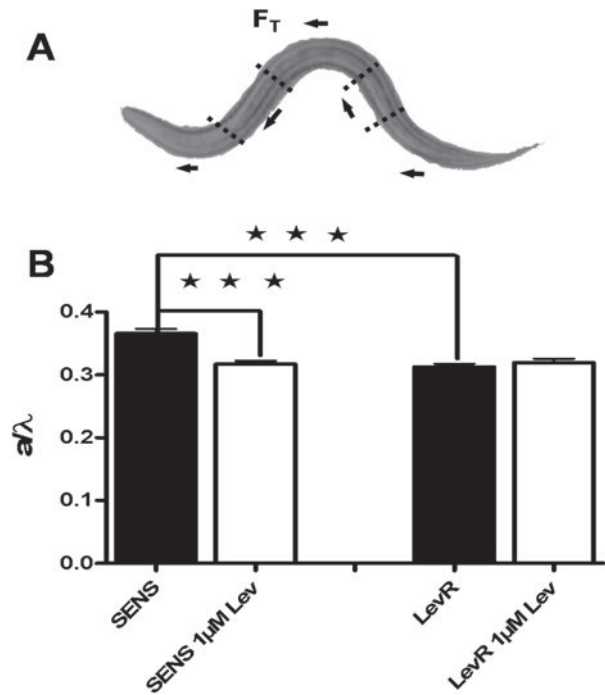 F_T
A
B
★ ★ ★
★ ★ ★
0.4
0.3
0.2
0.1
0.0
a/λ
SENS
SENS 1µM Lev
LevR
LevR 1µM Lev